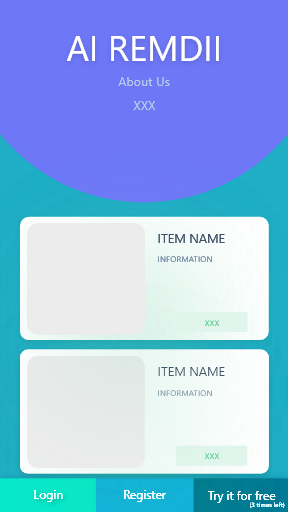 AI REMDII
About Us
XXX
ITEM NAME
INFORMATION
XXX
ITEM NAME
INFORMATION
XXX
Login
Register
Try it for free
(3 times left)